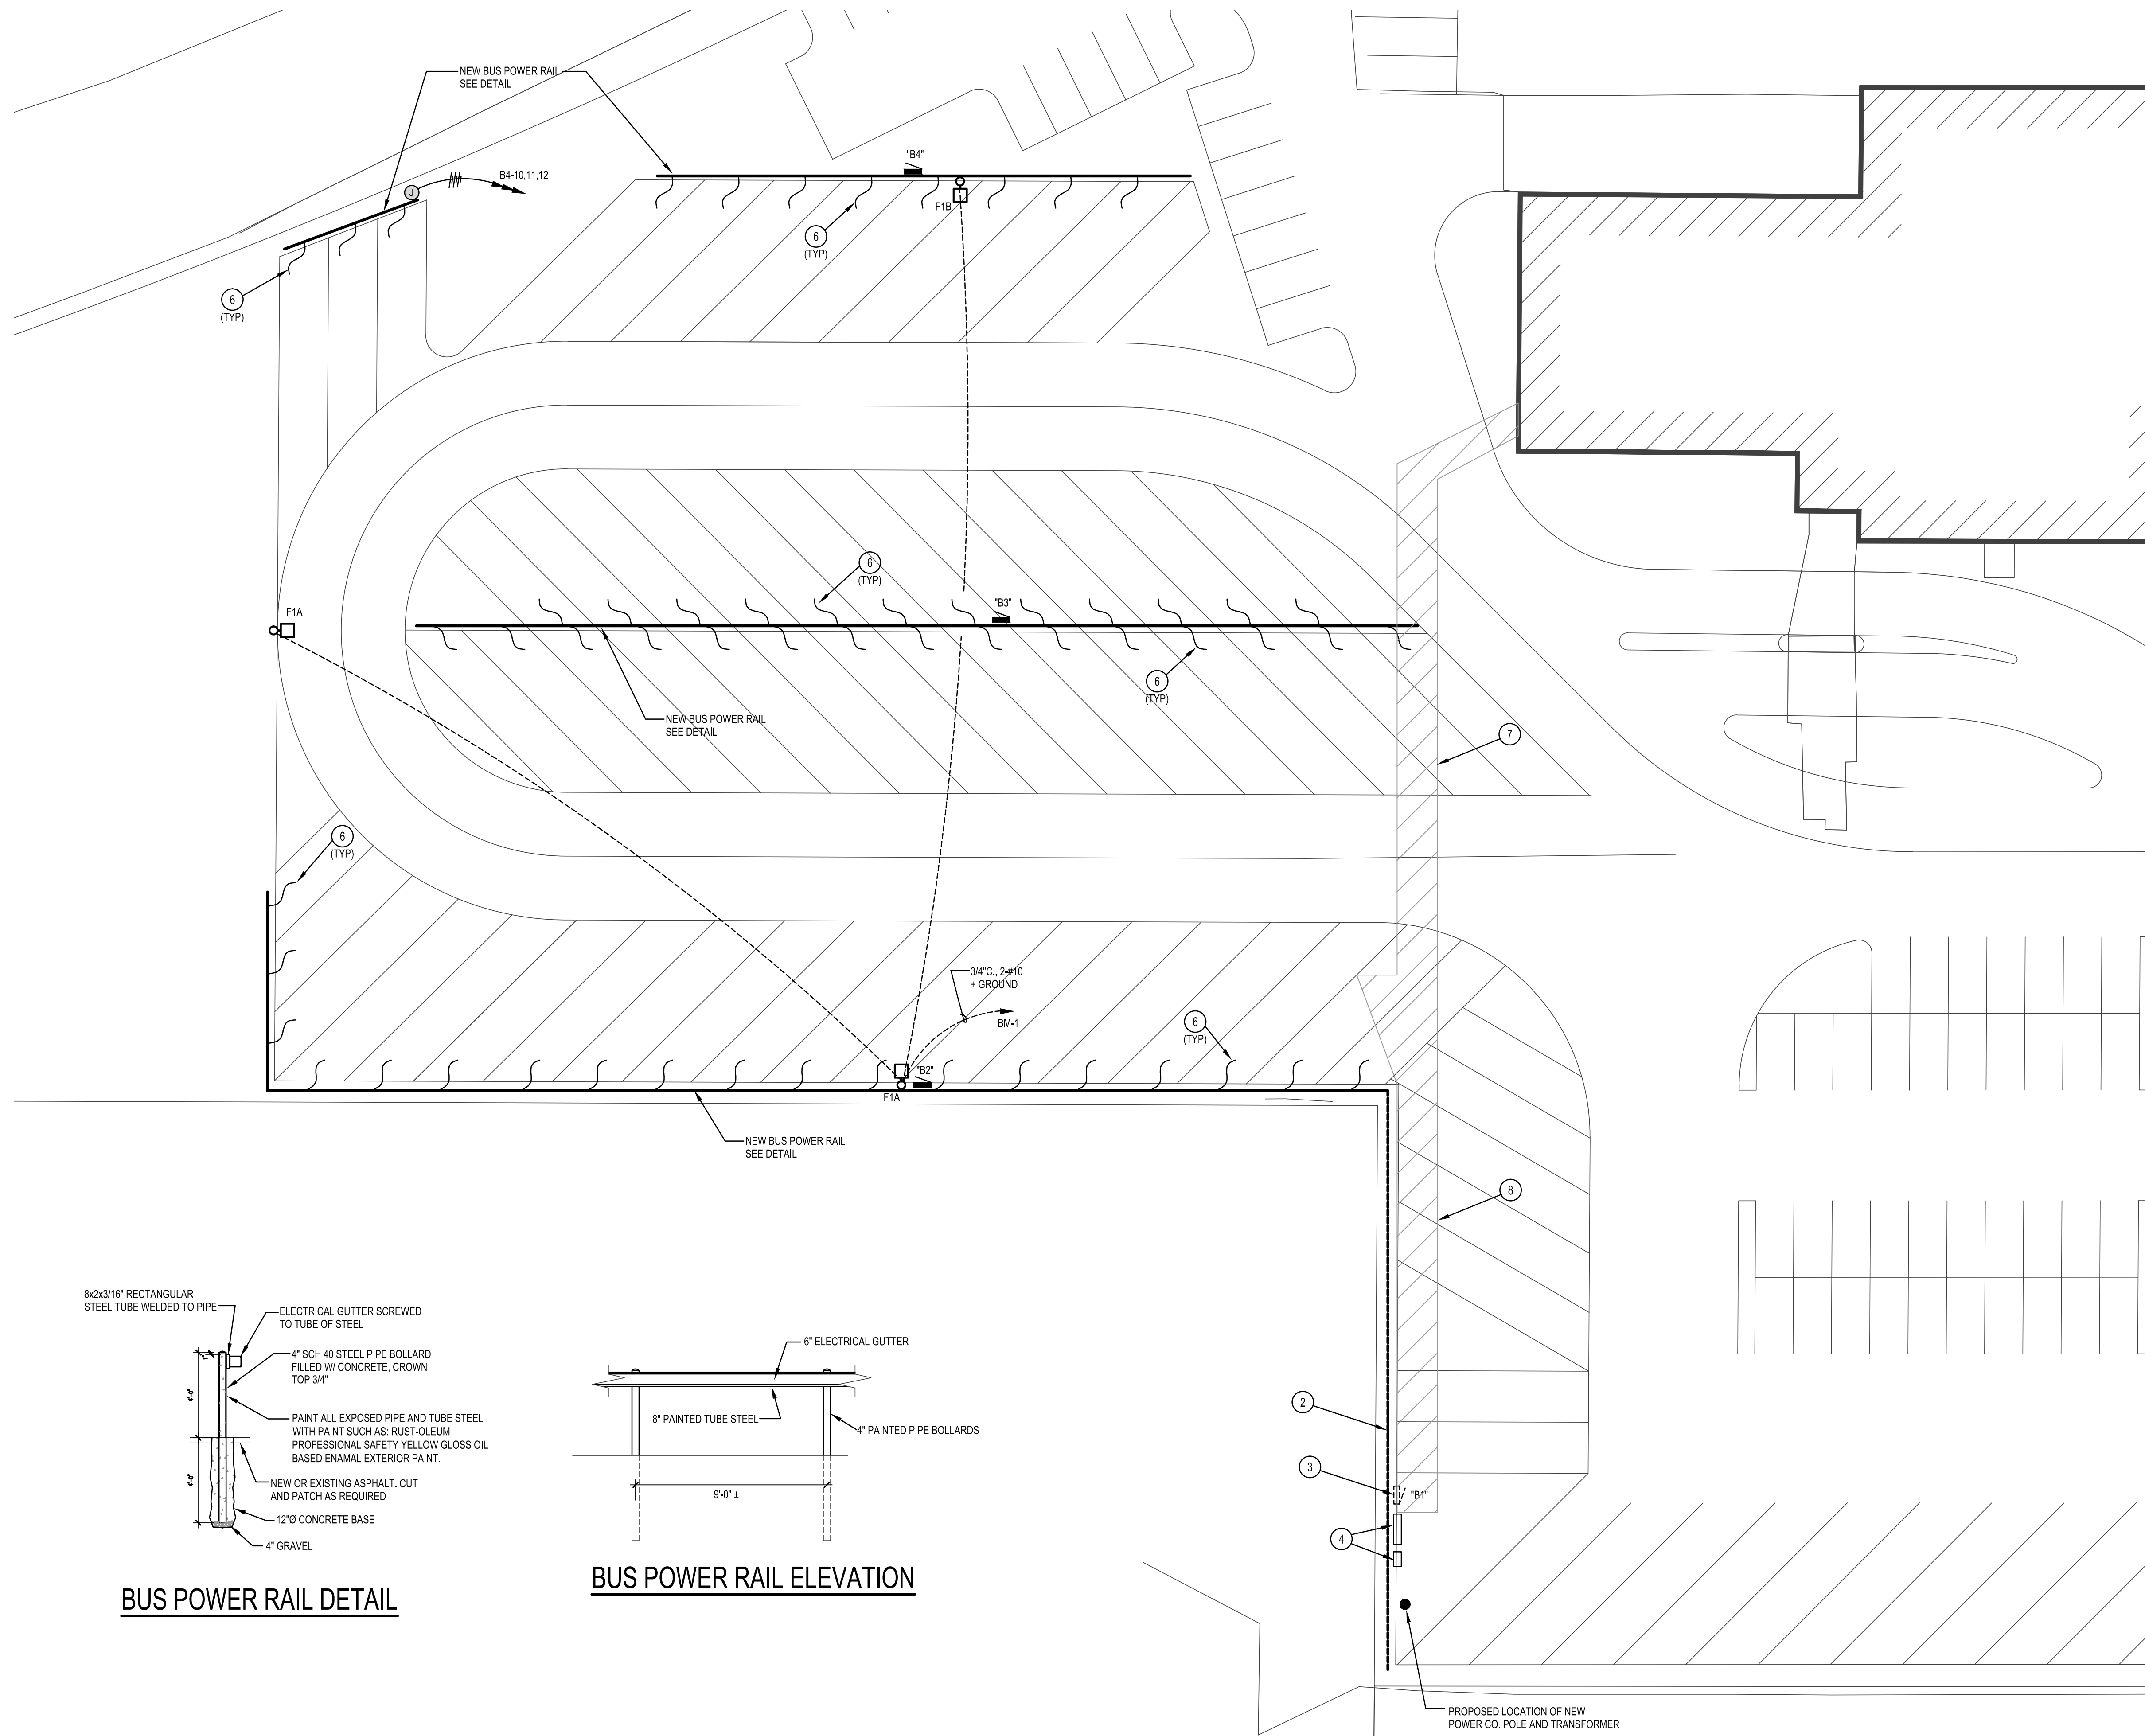 NEW BUS POWER RAIL
SEE DETAIL
"B4"
J
B4-10,11,12
F1B
6
(TYP)
6
(TYP)
6
(TYP)
"B3"
F1A
6
(TYP)
NEW BUS POWER RAIL
SEE DETAIL
7
6
(TYP)
3/4"C., 2-#10
+ GROUND
BM-1
6
(TYP)
"B2"
F1A
NEW BUS POWER RAIL
SEE DETAIL
8
2
3
"B1"
4
PROPOSED LOCATION OF NEW
POWER CO. POLE AND TRANSFORMER
8x2x3/16" RECTANGULAR
STEEL TUBE WELDED TO PIPE
ELECTRICAL GUTTER SCREWED
TO TUBE OF STEEL
4" SCH 40 STEEL PIPE BOLLARD
FILLED W/ CONCRETE, CROWN
TOP 3/4"
PAINT ALL EXPOSED PIPE AND TUBE STEEL
WITH PAINT SUCH AS: RUST-OLEUM
PROFESSIONAL SAFETY YELLOW GLOSS OIL
BASED ENAMAL EXTERIOR PAINT.
NEW OR EXISTING ASPHALT. CUT
AND PATCH AS REQUIRED
12"Ø CONCRETE BASE
4" GRAVEL
BUS POWER RAIL DETAIL
6" ELECTRICAL GUTTER
8" PAINTED TUBE STEEL
4" PAINTED PIPE BOLLARDS
9'-0" ±
BUS POWER RAIL ELEVATION